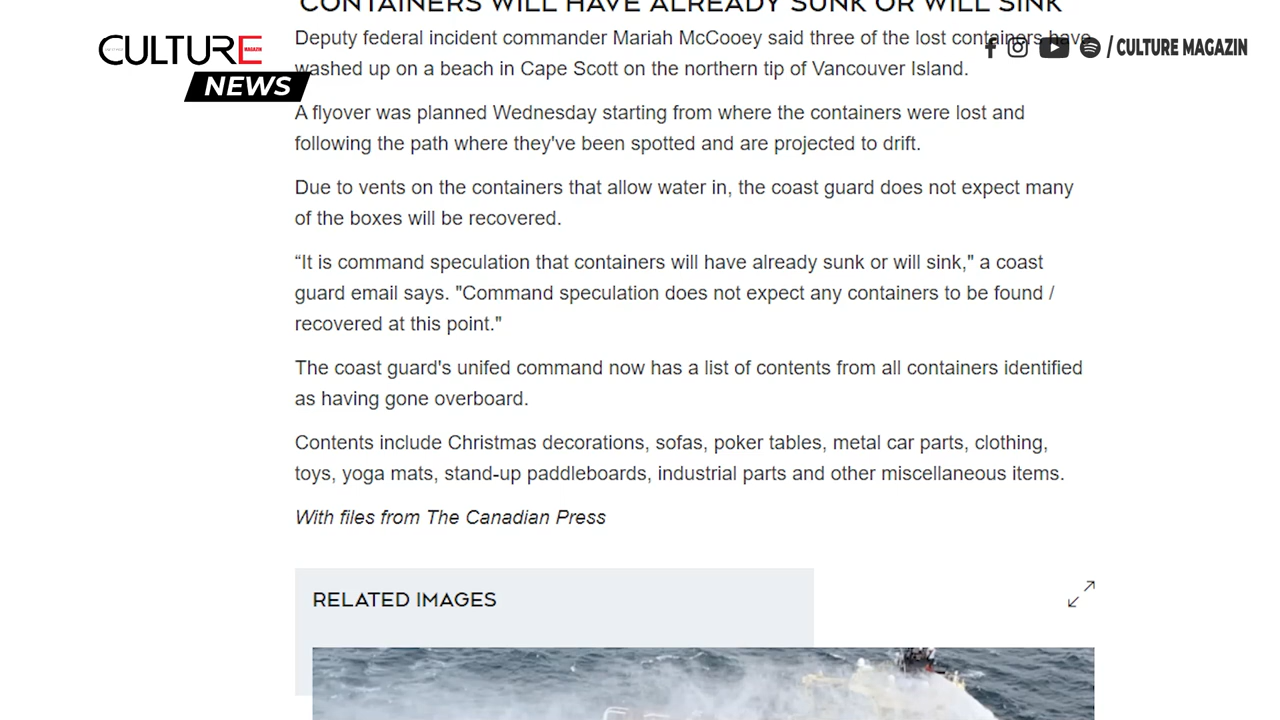 'CONTAINERS WILL HAVE ALREADY SUNK OR WILL SINK'
CULTURE MAGAZIN
NEWS
/ CULTURE MAGAZIN
Deputy federal incident commander Mariah McCooey said three of the lost containers have
washed up on a beach in Cape Scott on the northern tip of Vancouver Island.
A flyover was planned Wednesday starting from where the containers were lost and
following the path where they've been spotted and are projected to drift.
Due to vents on the containers that allow water in, the coast guard does not expect many
of the boxes will be recovered.
“It is command speculation that containers will have already sunk or will sink," a coast
guard email says. "Command speculation does not expect any containers to be found /
recovered at this point."
The coast guard's unifed command now has a list of contents from all containers identified
as having gone overboard.
Contents include Christmas decorations, sofas, poker tables, metal car parts, clothing,
toys, yoga mats, stand-up paddleboards, industrial parts and other miscellaneous items.
With files from The Canadian Press
RELATED IMAGES